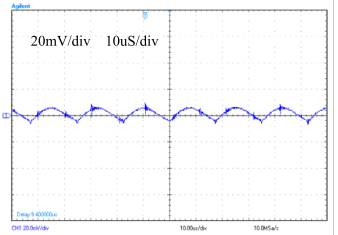 Agilent
20mV/div 10uS/div
Delay 9.400000us
CH1 20.0mV/div 10.00us/div 10.0MSa/s